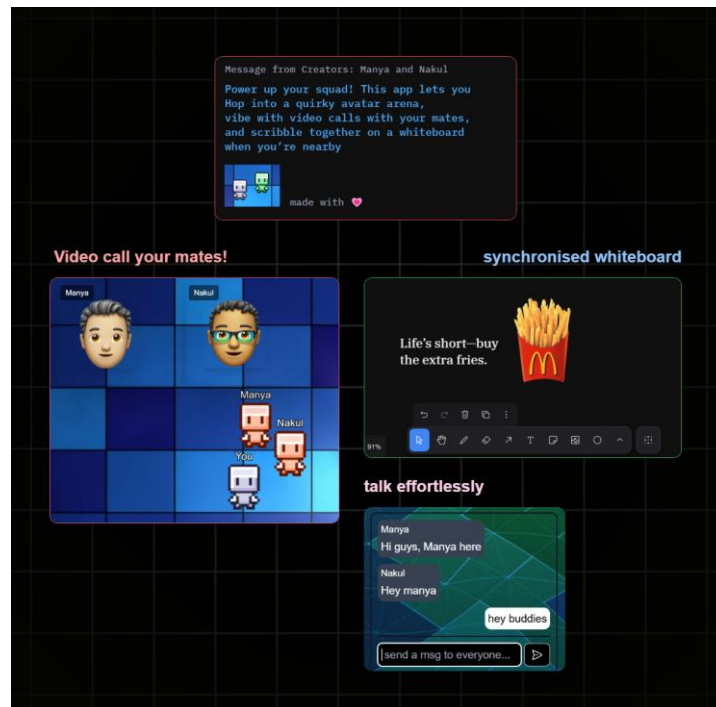 Message from Creators: Manya and Nakul
Power up your squad! This app lets you
Hop into a quirky avatar arena,
vibe with video calls with your mates,
and scribble together on a whiteboard
when you're nearby
made with
Video call your mates!
Manya
Nakul
Manya
Nakul
You
synchronised whiteboard
Life's short—buy
the extra fries.
91%
T
talk effortlessly
Manya
Hi guys, Manya here
Nakul
Hey manya
hey buddies
send a msg to everyone...